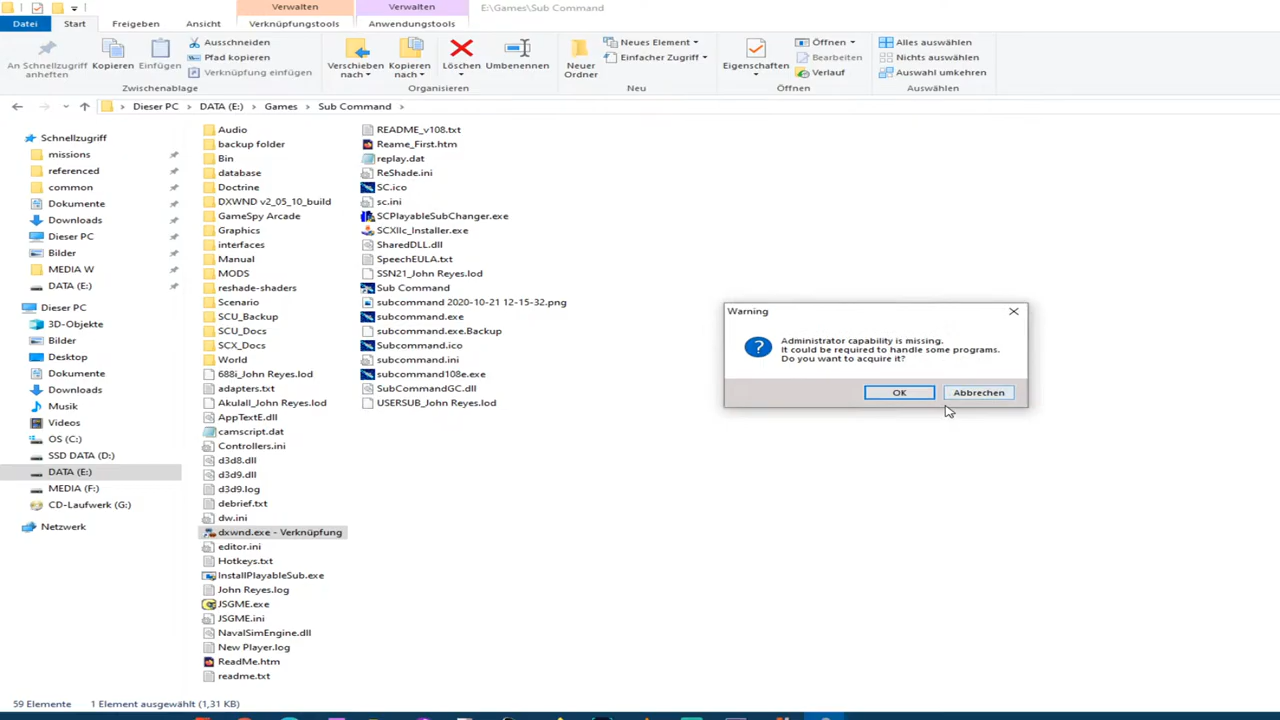 Verwalten
Verwalten
E:\Games\Sub Command
Datei
Start
Freigeben
Ansicht
Verknüpfungstools
Anwendungstools
An Schnellzugriff
anheften
Kopieren
Einfügen
Ausschneiden
Pfad kopieren
Verknüpfung einfügen
Zwischenablage
Verschieben
nach
Kopieren
nach
Löschen
Umbenennen
Organisieren
Neuer
Ordner
Neues Element
Einfacher Zugriff
Neu
Eigenschaften
Öffnen
Bearbeiten
Verlauf
Öffnen
Alles auswählen
Nichts auswählen
Auswahl umkehren
Auswählen
Dieser PC > DATA (E:) > Games > Sub Command >
Schnellzugriff
missions
referenced
common
Dokumente
Downloads
Dieser PC
Bilder
MEDIA W
DATA (E:)
Dieser PC
3D-Objekte
Bilder
Desktop
Dokumente
Downloads
Musik
Videos
OS (C:)
SSD DATA (D:)
DATA (E:)
MEDIA (F:)
CD-Laufwerk (G:)
Netzwerk
Audio
backup folder
Bin
database
Doctrine
DXWND v2_05_10_build
GameSpy Arcade
Graphics
interfaces
Manual
MODS
reshade-shaders
Scenario
SCU_Backup
SCU_Docs
SCX_Docs
World
688i_John Reyes.lod
adapters.txt
AkulaII_John Reyes.lod
AppTextE.dll
camscript.dat
Controllers.ini
d3d8.dll
d3d9.dll
d3d9.log
debrief.txt
dw.ini
dxwnd.exe - Verknüpfung
editor.ini
Hotkeys.txt
InstallPlayableSub.exe
John Reyes.log
JSGME.exe
JSGME.ini
NavalSimEngine.dll
New Player.log
ReadMe.htm
readme.txt
README_v108.txt
Reame_First.htm
replay.dat
ReShade.ini
SC.ico
sc.ini
SCPlayableSubChanger.exe
SCXIIc_Installer.exe
SharedDLL.dll
SpeechEULA.txt
SSN21_John Reyes.lod
Sub Command
subcommand 2020-10-21 12-15-32.png
subcommand.exe
subcommand.exe.Backup
Subcommand.ico
subcommand.ini
subcommand108e.exe
SubCommandGC.dll
USERSUB_John Reyes.lod
Warning
Administrator capability is missing.
It could be required to handle some programs.
Do you want to acquire it?
OK
Abbrechen
59 Elemente
1 Element ausgewählt (1,31 KB)